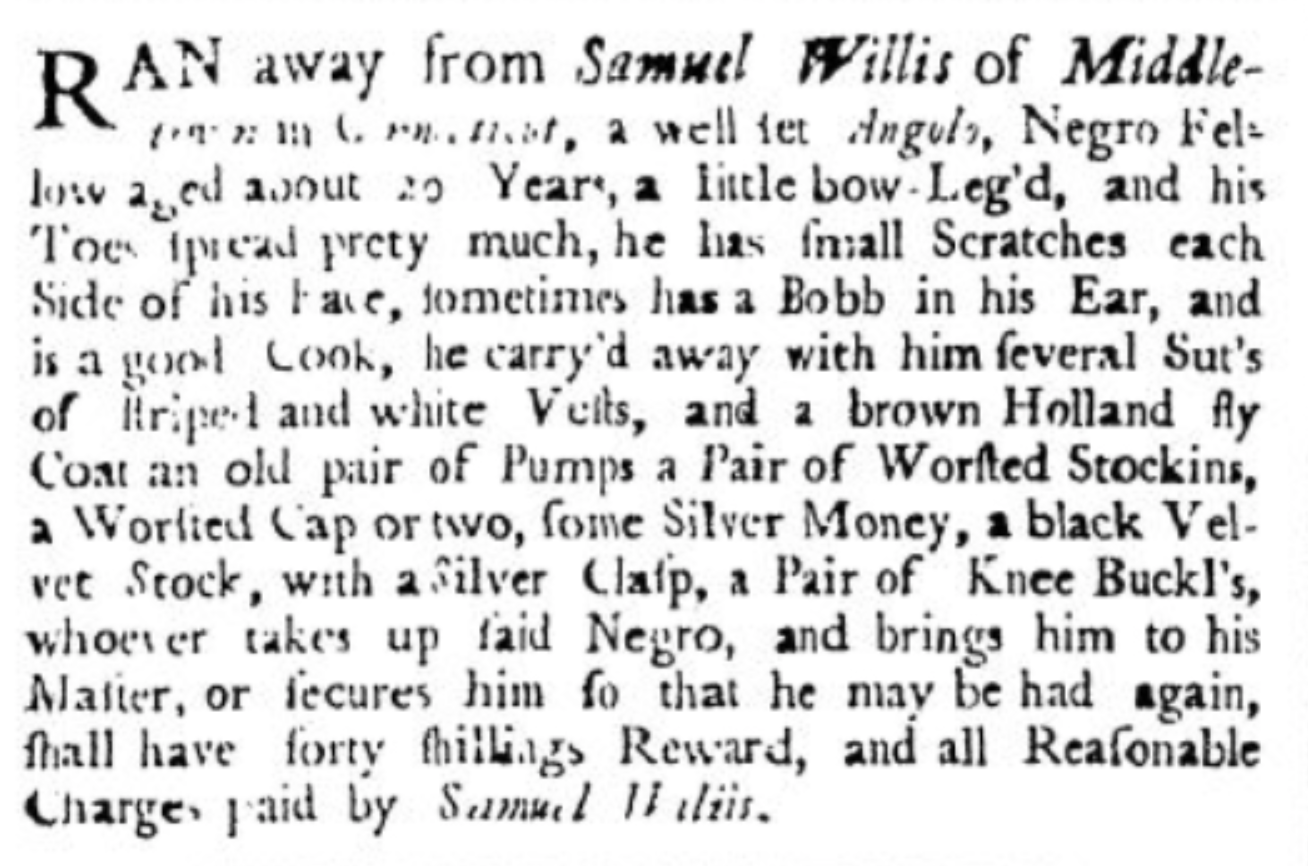 RAN away from Samuel Willis of Middle-
town in Conecticut, a well set Angola, Negro Fel-
low aged about 20 Years, a little bow-Leg'd, and his
Toes spread prety much, he has ſmall Scratches each
Side of his Face, ſometimes has a Bobb in his Ear, and
is a good Cook, he carry'd away with him ſeveral Sut's
of ſtriped and white Veſts, and a brown Holland fly
Coat an old pair of Pumps a Pair of Worſted Stockins,
a Worſted Cap or two, ſome Silver Money, a black Vel-
vet Stock, with a Silver Claſp, a Pair of Knee Buckl's,
whoever takes up ſaid Negro, and brings him to his
Maſter, or ſecures him ſo that he may be had again,
ſhall have forty ſhillings Reward, and all Reaſonable
Charges paid by Samuel Willis.